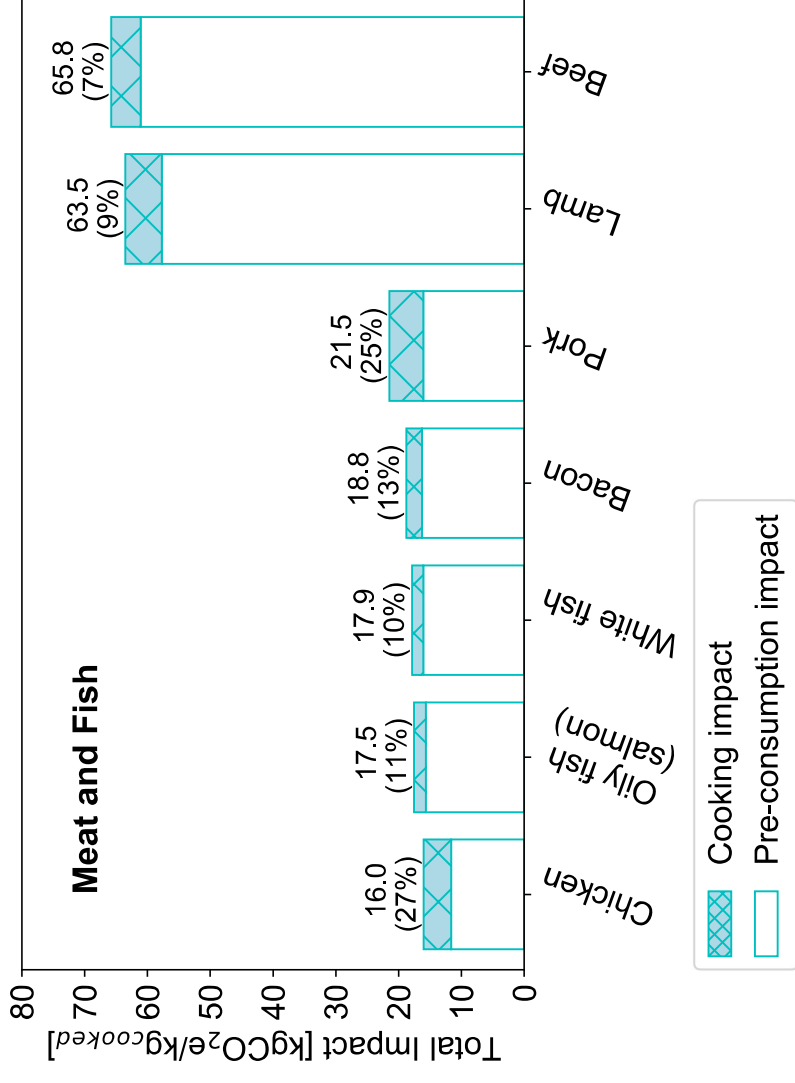 Meat and Fish
Total Impact [kgCO₂e/kg_cooked]
80
70
60
50
40
30
20
10
0
16.0
(27%)
17.5
(11%)
17.9
(10%)
18.8
(13%)
21.5
(25%)
63.5
(9%)
65.8
(7%)
Chicken
Oily fish
(salmon)
White fish
Bacon
Pork
Lamb
Beef
Cooking impact
Pre-consumption impact